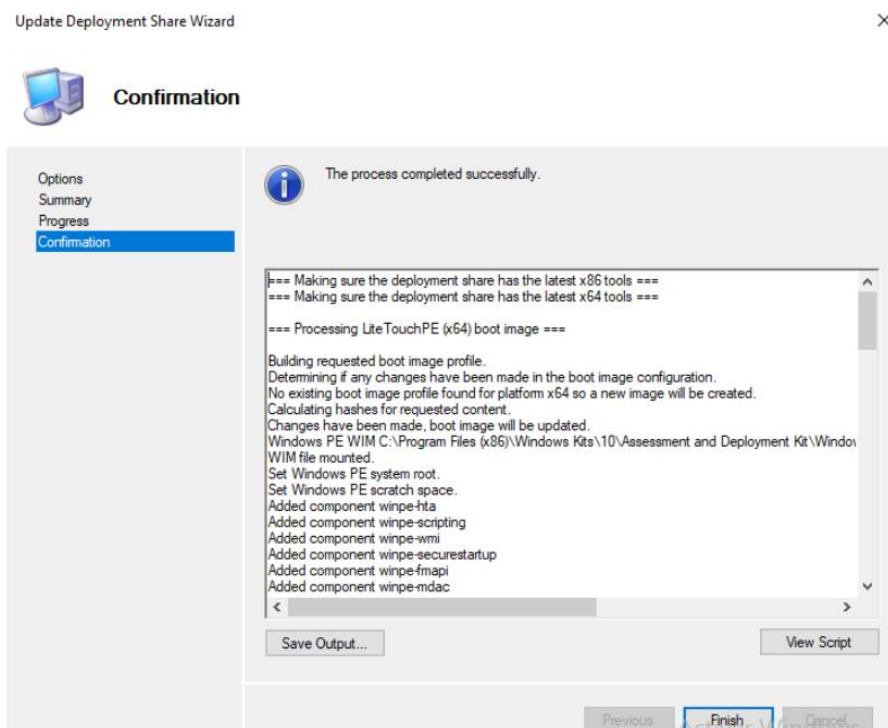 Update Deployment Share Wizard
Confirmation
Options
Summary
Progress
Confirmation
The process completed successfully.
=== Making sure the deployment share has the latest x86 tools ===
=== Making sure the deployment share has the latest x64 tools ===
=== Processing LiteTouchPE (x64) boot image ===
Building requested boot image profile.
Determining if any changes have been made in the boot image configuration.
No existing boot image profile found for platform x64 so a new image will be created.
Calculating hashes for requested content.
Changes have been made, boot image will be updated.
Windows PE WIM C:\Program Files (x86)\Windows Kits\10\Assessment and Deployment Kit\Window
WIM file mounted.
Set Windows PE system root.
Set Windows PE scratch space.
Added component winpe-hta
Added component winpe-scripting
Added component winpe-wmi
Added component winpe-securestartup
Added component winpe-fmapi
Added component winpe-mdac
Save Output...
View Script
Previous
Finish
Cancel